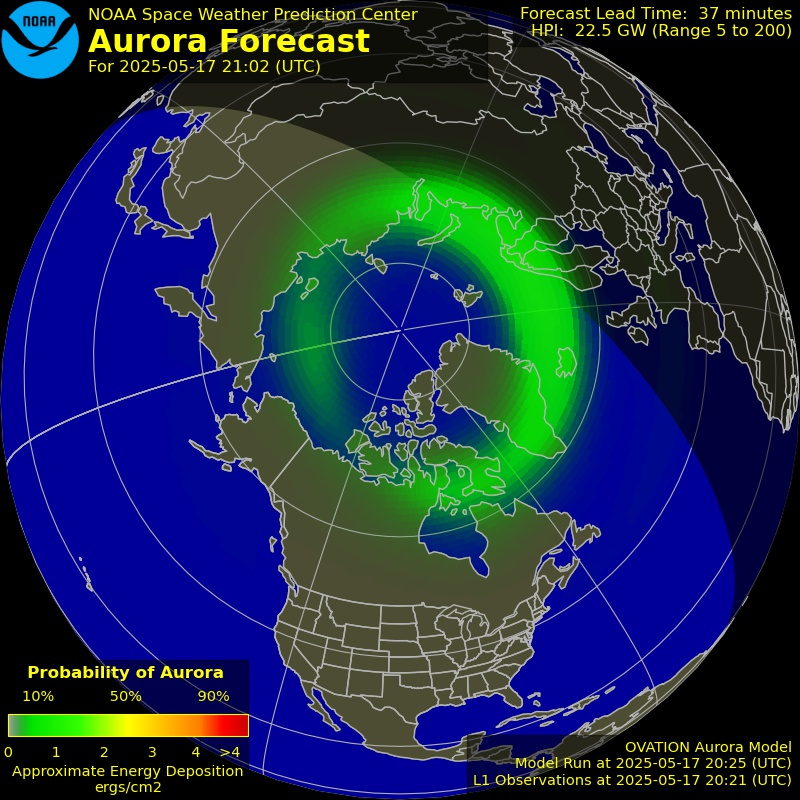 NOAA
NOAA Space Weather Prediction Center
Aurora Forecast
For 2025-05-17 21:02 (UTC)
Forecast Lead Time: 37 minutes
HPI: 22.5 GW (Range 5 to 200)
Probability of Aurora
10% 50% 90%
0 1 2 3 4 >4
Approximate Energy Deposition
ergs/cm2
OVATION Aurora Model
Model Run at 2025-05-17 20:25 (UTC)
L1 Observations at 2025-05-17 20:21 (UTC)